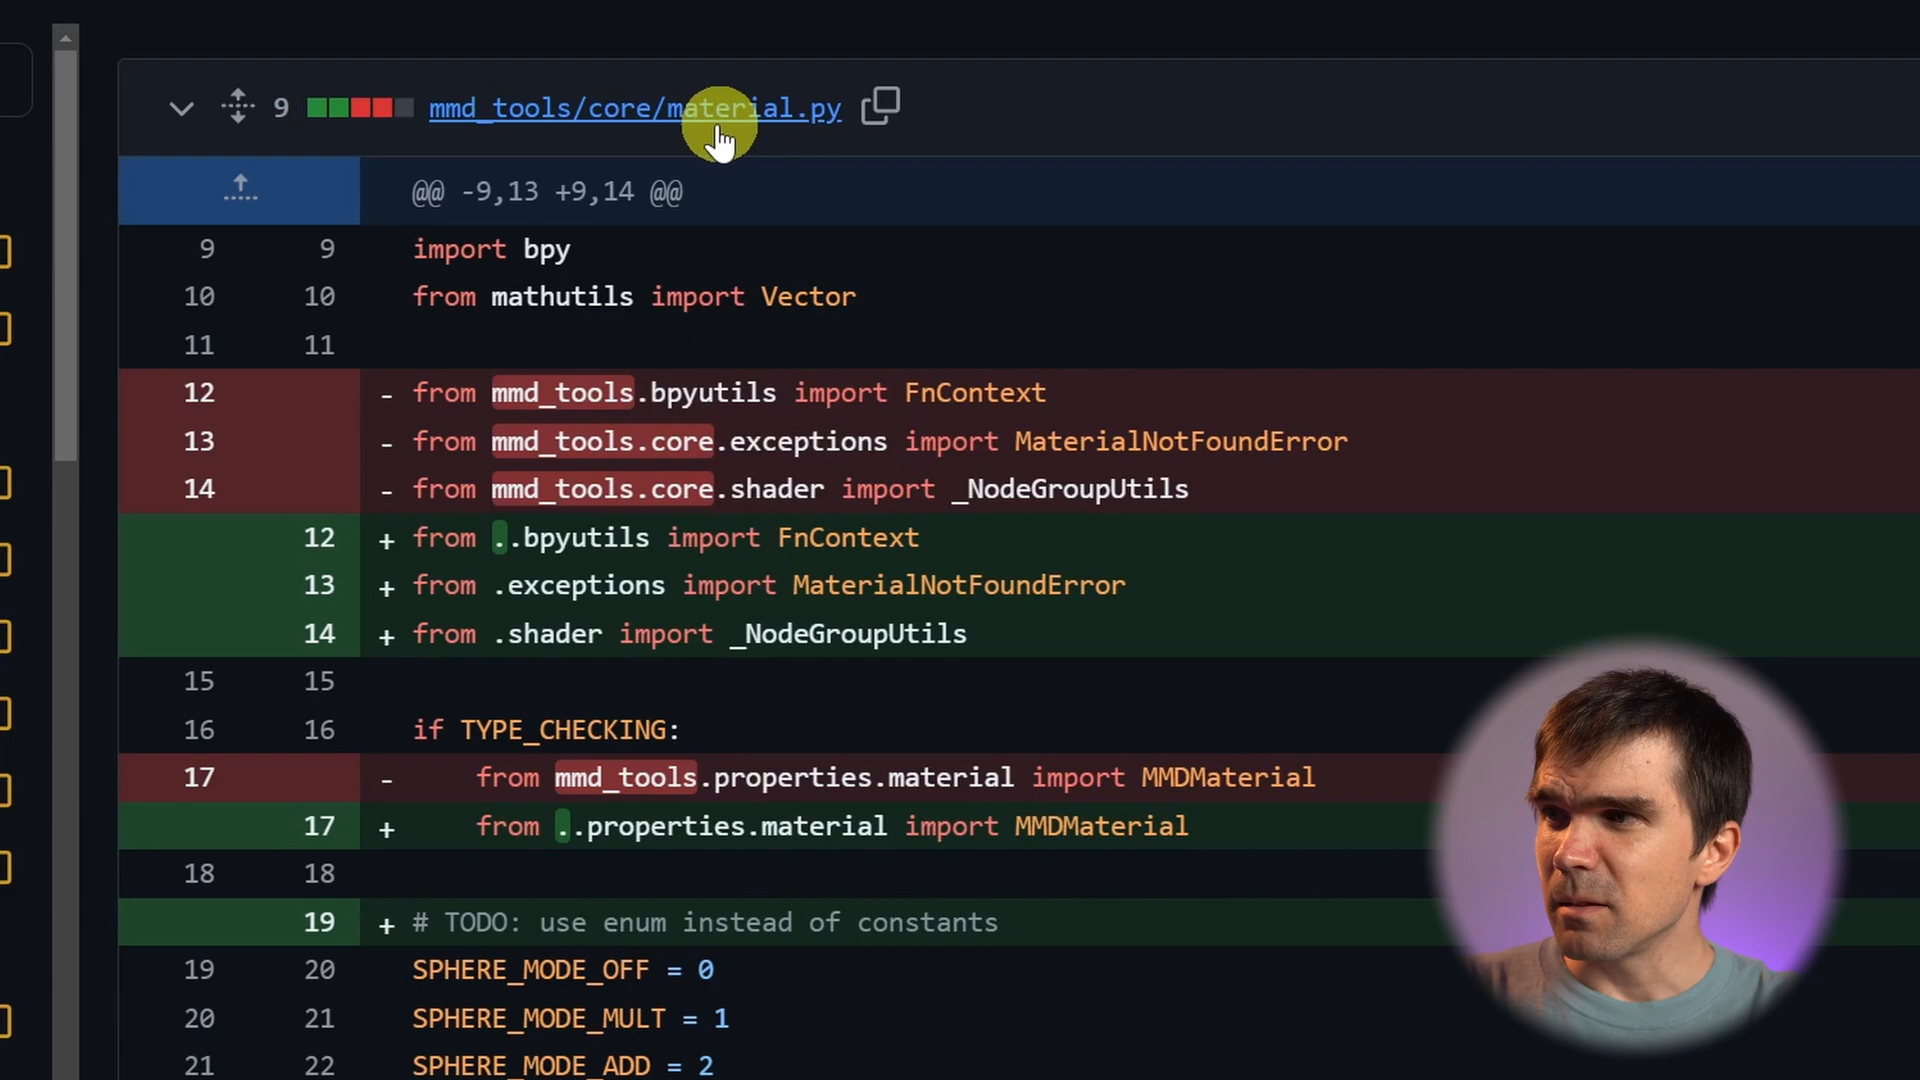 9 mmd_tools/core/material.py
@@ -9,13 +9,14 @@
9 9 import bpy
10 10 from mathutils import Vector
11 11
12 - from mmd_tools.bpyutils import FnContext
13 - from mmd_tools.core.exceptions import MaterialNotFoundError
14 - from mmd_tools.core.shader import _NodeGroupUtils
12 + from ..bpyutils import FnContext
13 + from .exceptions import MaterialNotFoundError
14 + from .shader import _NodeGroupUtils
15 15
16 16 if TYPE_CHECKING:
17 - from mmd_tools.properties.material import MMDMaterial
17 + from ..properties.material import MMDMaterial
18 18
19 + # TODO: use enum instead of constants
19 20 SPHERE_MODE_OFF = 0
20 21 SPHERE_MODE_MULT = 1
21 22 SPHERE_MODE_ADD = 2